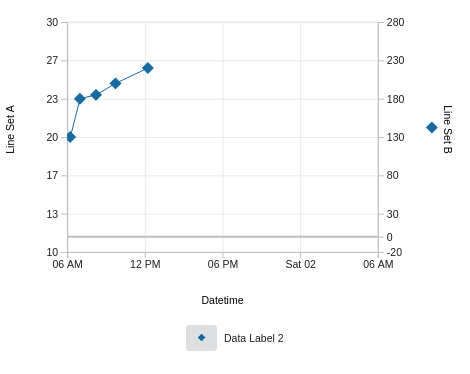 30
27
23
20
17
13
10
280
230
180
130
80
30
0
-20
06 AM
12 PM
06 PM
Sat 02
06 AM
Line Set A
Line Set B
Datetime
Data Label 2